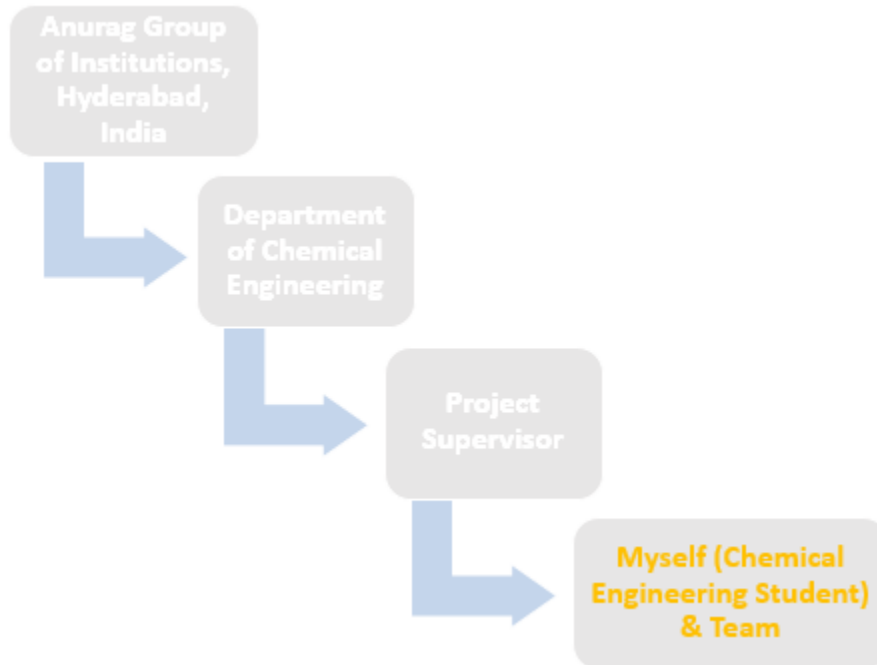 Anurag Group
of Institutions,
Hyderabad,
India
Department
of Chemical
Engineering
Project
Supervisor
Myself (Chemical
Engineering Student)
& Team